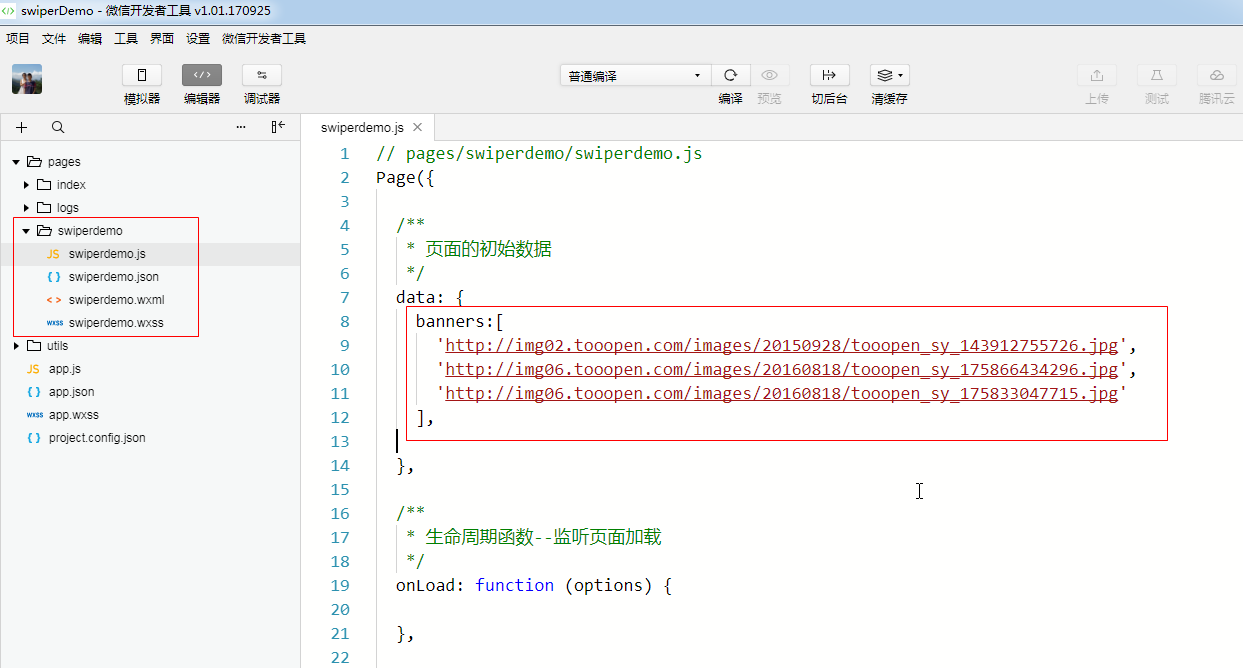 swiperDemo - 微信开发者工具 v1.01.170925
项目 文件 编辑 工具 界面 设置 微信开发者工具
普通编译
模拟器 编辑器 调试器 编译 预览 切后台 清缓存 上传 测试 腾讯云
swiperdemo.js
pages
index
logs
swiperdemo
JS swiperdemo.js
{ } swiperdemo.json
< > swiperdemo.wxml
wxss swiperdemo.wxss
utils
JS app.js
{ } app.json
wxss app.wxss
{ } project.config.json
1 // pages/swiperdemo/swiperdemo.js
2 Page({
3
4 /**
5 * 页面的初始数据
6 */
7 data: {
8 banners:[
9 'http://img02.tooopen.com/images/20150928/tooopen_sy_143912755726.jpg',
10 'http://img06.tooopen.com/images/20160818/tooopen_sy_175866434296.jpg',
11 'http://img06.tooopen.com/images/20160818/tooopen_sy_175833047715.jpg'
12 ],
13
14 },
15
16 /**
17 * 生命周期函数--监听页面加载
18 */
19 onLoad: function (options) {
20
21 },
22